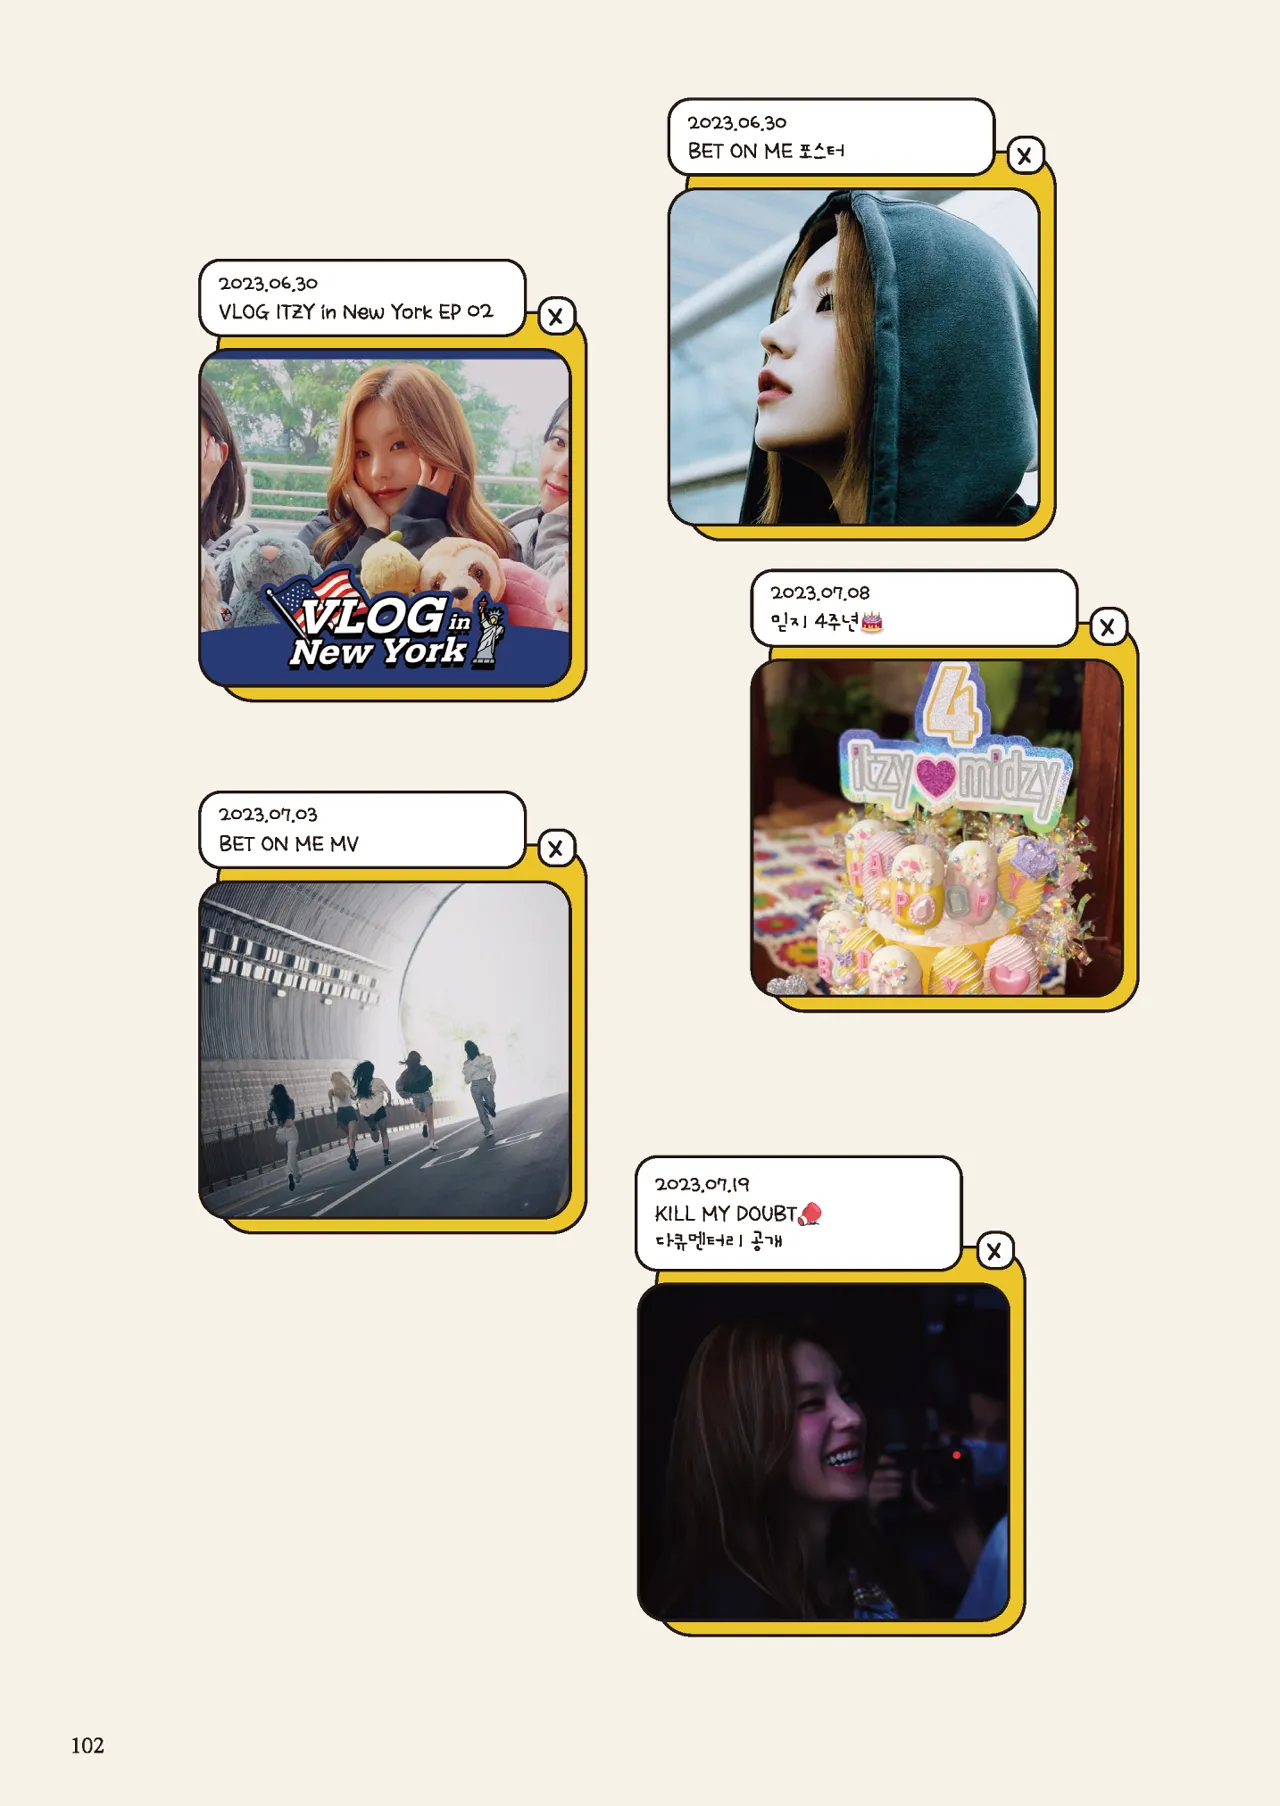 2023.06.30
BET ON ME 포스터
X
2023.06.30
VLOG ITZY in New York EP 02
X
VLOG in
New York
2023.07.08
믿지 4주년🎂
X
4
itzy♥midzy
HAPPY
DAY
2023.07.03
BET ON ME MV
X
2023.07.19
KILL MY DOUBT🥊
다큐멘터리 공개
X
102